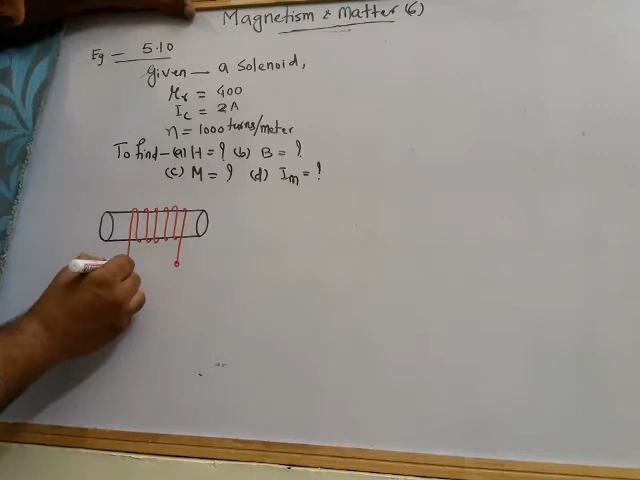 Magnetism & Matter (6)
Eg — 5.10
Given — a Solenoid,
μr = 400
Ic = 2A
n = 1000 turns/meter
To find - (a) H = ? (b) B = ?
(c) M = ? (d) Im = ?